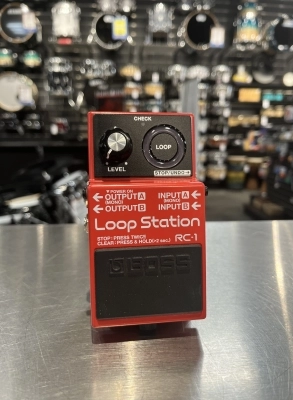 CHECK
LEVEL
LOOP
STOP/UNDO
POWER ON
OUTPUT A
(MONO)
OUTPUT B
INPUT A
(MONO)
INPUT B
Loop Station
STOP: PRESS TWICE
CLEAR: PRESS & HOLD(>2 sec.)
RC-1
BOSS